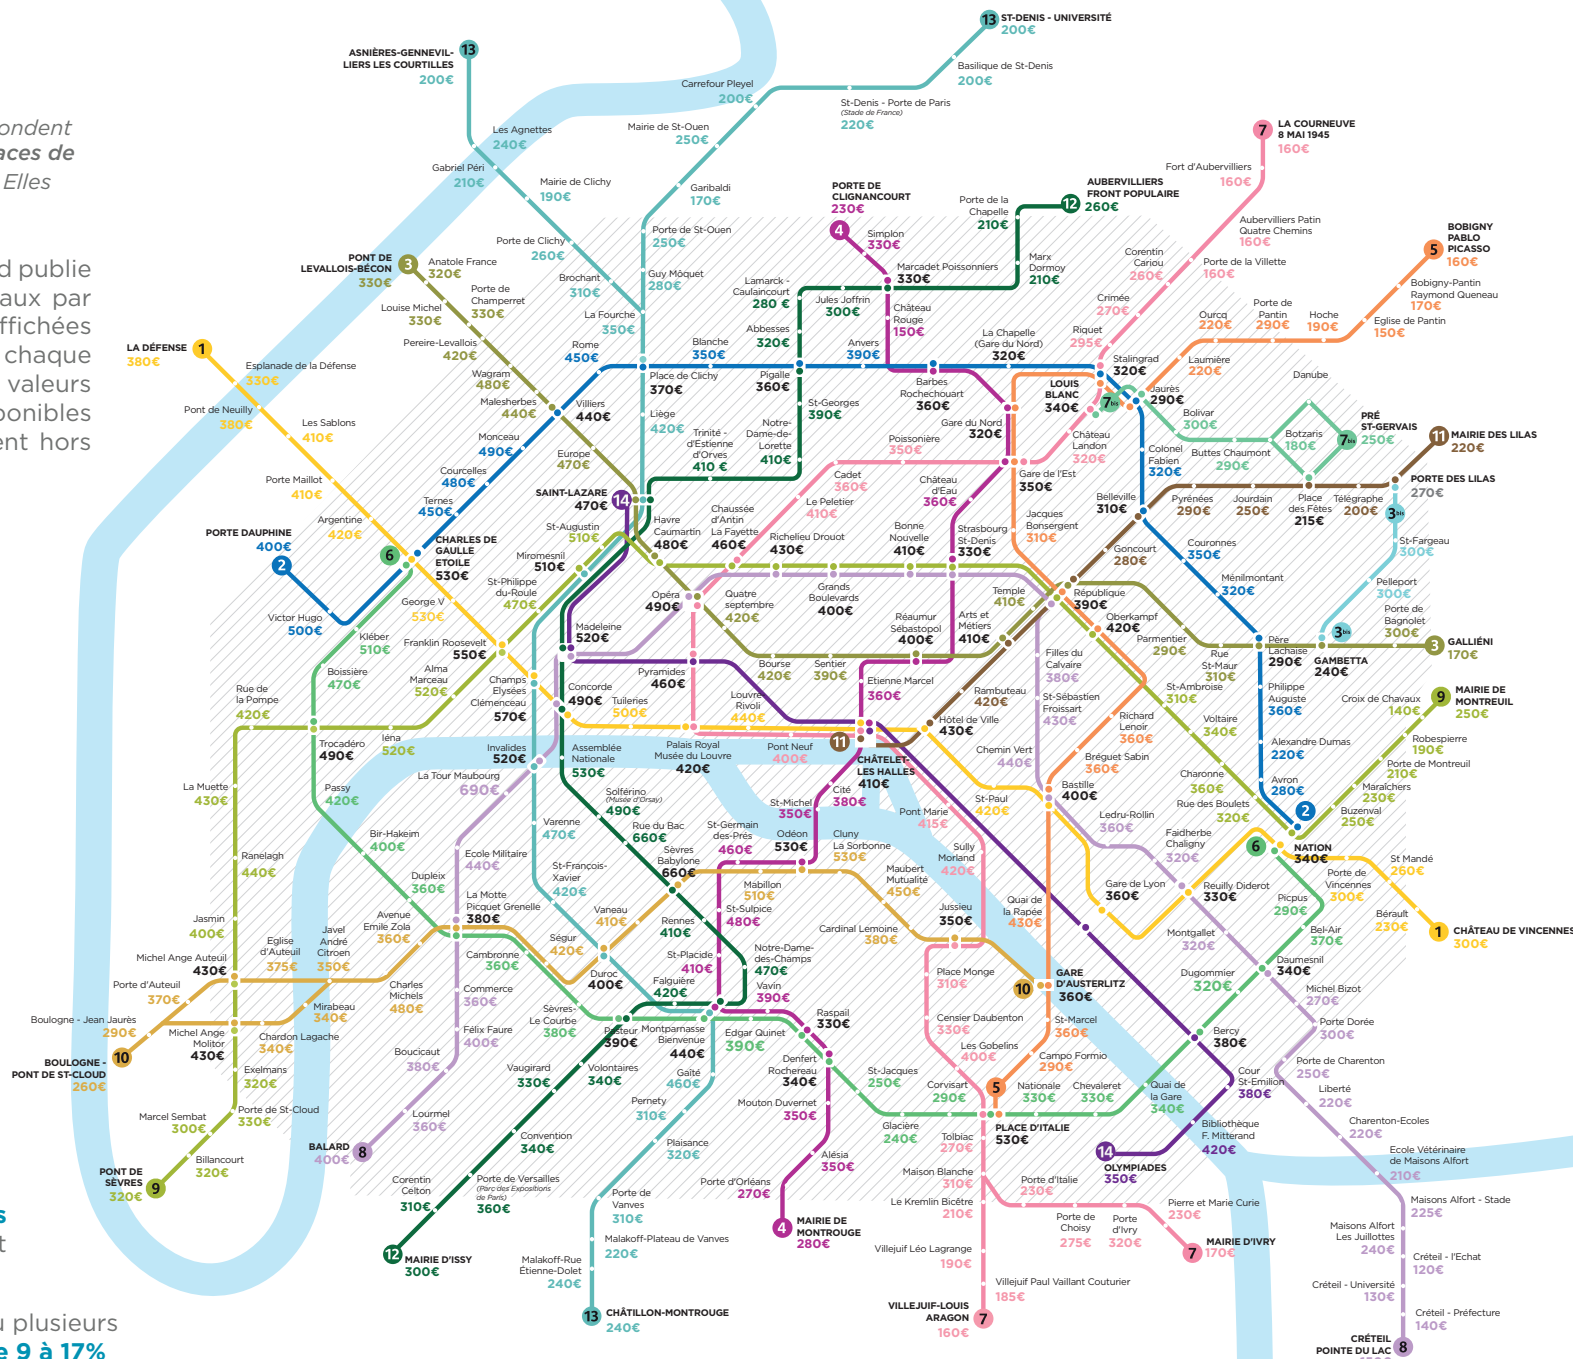 ondent
aces de
Elles
d publie
aux par
ffichées
chaque
valeurs
ponibles
ent hors
s
t
u plusieurs
e 9 à 17%
13 ST-DENIS - UNIVERSITÉ
200€
Basilique de St-Denis
200€
St-Denis - Porte de Paris
(Stade de France)
220€
Carrefour Pleyel
200€
Mairie de St-Ouen
250€
Garibaldi
170€
Porte de St-Ouen
250€
Guy Môquet
280€
13
ASNIÈRES-GENNEVIL-
LIERS LES COURTILLES
200€
Les Agnettes
240€
Gabriel Péri
210€
Mairie de Clichy
190€
Porte de Clichy
260€
Brochant
310€
La Fourche
350€
Place de Clichy
370€
Liège
420€
SAINT-LAZARE
470€
14
Miromesnil
510€
Champs
Elysées
Clémenceau
570€
Invalides
520€
Varenne
470€
St-François-
Xavier
420€
Duroc
400€
Montparnasse
Bienvenue
440€
Gaîté
460€
Pernety
310€
Plaisance
320€
Porte de
Vanves
310€
Malakoff-Plateau de Vanves
220€
Malakoff-Rue
Étienne-Dolet
240€
13 CHÂTILLON-MONTROUGE
240€
PORTE DE
CLIGNANCOURT
230€
4
Simplon
330€
Marcadet Poissonniers
330€
Château
Rouge
150€
Barbes
Rochechouart
360€
Gare du Nord
320€
Gare de l'Est
350€
Château
d'Eau
360€
Strasbourg
St-Denis
330€
Réaumur
Sébastopol
400€
Etienne Marcel
360€
11
CHÂTELET-
LES HALLES
410€
Cité
380€
St-Michel
350€
Odéon
530€
St-Germain
des-Prés
460€
St-Sulpice
480€
St-Placide
410€
Vavin
390€
Raspail
330€
Denfert
Rochereau
340€
Mouton Duvernet
350€
Alésia
350€
Porte d'Orléans
270€
4 MAIRIE DE
MONTROUGE
280€
12
AUBERVILLIERS
FRONT POPULAIRE
260€
Porte de la
Chapelle
210€
Marx
Dormoy
210€
Jules Joffrin
300€
Lamarck -
Caulaincourt
280 €
Abbesses
320€
Pigalle
360€
St-Georges
390€
Notre-
Dame-de-
Lorette
410€
Trinité -
d'Estienne
d'Orves
410 €
Madeleine
520€
Concorde
490€
Assemblée
Nationale
530€
Solférino
(Musée d'Orsay)
490€
Rue du Bac
660€
Sèvres
Babylone
660€
Rennes
410€
Notre-Dame-
des-Champs
470€
Falguière
420€
Pasteur
390€
Volontaires
340€
Vaugirard
330€
Convention
340€
Porte de Versailles
(Parc des Expositions
de Paris)
360€
Corentin
Celton
310€
12 MAIRIE D'ISSY
300€
7 LA COURNEUVE
8 MAI 1945
160€
Fort d'Aubervilliers
160€
Aubervilliers Patin
Quatre Chemins
160€
Porte de la Villette
160€
Corentin
Cariou
260€
Crimée
270€
Riquet
295€
Stalingrad
320€
LOUIS
BLANC
340€
7bis
Château
Landon
320€
Poissonière
350€
Cadet
360€
Le Peletier
410€
Chaussée
d'Antin
La Fayette
460€
Opéra
490€
Pyramides
460€
Palais Royal
Musée du Louvre
420€
Pont Neuf
400€
Pont Marie
415€
Sully
Morland
420€
Jussieu
350€
Place Monge
310€
Censier Daubenton
330€
Les Gobelins
400€
PLACE D'ITALIE
530€
Tolbiac
270€
Maison Blanche
310€
Le Kremlin Bicêtre
210€
Villejuif Léo Lagrange
190€
Villejuif Paul Vaillant Couturier
185€
VILLEJUIF-LOUIS
ARAGON
160€
7
Porte d'Italie
230€
Porte de
Choisy
275€
Porte
d'Ivry
320€
Pierre et Marie Curie
230€
7 MAIRIE D'IVRY
170€
5
BOBIGNY
PABLO
PICASSO
160€
Bobigny-Pantin
Raymond Queneau
170€
Eglise de Pantin
150€
Hoche
190€
Porte de
Pantin
290€
Ourcq
220€
Laumière
220€
Jaurès
290€
Jacques
Bonsergent
310€
République
390€
Oberkampf
420€
Richard
Lenoir
360€
Bréguet Sabin
360€
Bastille
400€
Quai de
la Rapée
430€
10
GARE
D'AUSTERLITZ
360€
St-Marcel
360€
Campo Formio
290€
5
Danube
Bolivar
300€
Buttes Chaumont
290€
Botzaris
180€
7bis
PRÉ
ST-GERVAIS
250€
Place
des Fêtes
215€
11 MAIRIE DES LILAS
220€
PORTE DES LILAS
270€
3bis
St-Fargeau
300€
Pelleport
300€
3bis
GAMBETTA
240€
Télégraphe
200€
Jourdain
250€
Pyrénées
290€
Belleville
310€
Goncourt
280€
Arts et
Métiers
410€
Rambuteau
420€
Hôtel de Ville
430€
3
PONT DE
LEVALLOIS-BÉCON
330€
Anatole France
320€
Louise Michel
330€
Porte de
Champerret
330€
Pereire-Levallois
420€
Wagram
480€
Malesherbes
440€
Villiers
440€
Europe
470€
Havre
Caumartin
480€
Quatre
septembre
420€
Bourse
420€
Sentier
390€
Temple
410€
Parmentier
290€
Rue
St-Maur
310€
Père
Lachaise
290€
Porte de
Bagnolet
300€
3 GALLIÉNI
170€
PORTE DAUPHINE
400€
2
Victor Hugo
500€
6
CHARLES DE
GAULLE
ETOILE
530€
Ternes
450€
Courcelles
480€
Monceau
490€
Rome
450€
Blanche
350€
Anvers
390€
La Chapelle
(Gare du Nord)
320€
Colonel
Fabien
320€
Couronnes
350€
Ménilmontant
320€
Philippe
Auguste
360€
Alexandre Dumas
220€
Avron
280€
2
6
NATION
340€
LA DÉFENSE
380€
1
Esplanade de la Défense
330€
Pont de Neuilly
380€
Les Sablons
410€
Porte Maillot
410€
Argentine
420€
George V
530€
Franklin Roosevelt
550€
Tuileries
500€
Louvre
Rivoli
440€
St-Paul
420€
Gare de Lyon
360€
Reuilly Diderot
330€
Porte de
Vincennes
300€
St Mandé
260€
Bérault
230€
1 CHÂTEAU DE VINCENNES
300€
Kléber
510€
Boissière
470€
Trocadéro
490€
Passy
420€
Bir-Hakeim
400€
Dupleix
360€
La Motte
Picquet Grenelle
380€
Cambronne
360€
Sèvres-
Le Courbe
380€
Edgar Quinet
390€
St-Jacques
250€
Glacière
240€
Corvisart
290€
Nationale
330€
Chevaleret
330€
Quai de
la Gare
340€
Bercy
380€
Dugommier
320€
Daumesnil
340€
Bel-Air
370€
Picpus
290€
9 MAIRIE DE
MONTREUIL
250€
Croix de Chavaux
140€
Robespierre
190€
Porte de Montreuil
210€
Maraîchers
230€
Buzenval
250€
Rue des Boulets
320€
Charonne
360€
Voltaire
340€
St-Ambroise
310€
Bonne
Nouvelle
410€
Grands
Boulevards
400€
Richelieu Drouot
430€
St-Augustin
510€
St-Philippe
du-Roule
470€
Alma
Marceau
520€
Iéna
520€
Rue de
la Pompe
420€
La Muette
430€
Ranelagh
440€
Jasmin
400€
Michel Ange Auteuil
430€
Michel Ange
Molitor
430€
Exelmans
320€
Porte de St-Cloud
330€
Marcel Sembat
300€
Billancourt
320€
PONT DE
SÈVRES
320€
9
Porte d'Auteuil
370€
Boulogne - Jean Jaurès
290€
BOULOGNE -
PONT DE ST-CLOUD
260€
10
Eglise
d'Auteuil
375€
Javel
André
Citroen
350€
Mirabeau
340€
Chardon Lagache
340€
Charles
Michels
480€
Avenue
Emile Zola
360€
Ségur
420€
Vaneau
410€
Mabillon
510€
Cluny
La Sorbonne
530€
Maubert
Mutualité
450€
Cardinal Lemoine
380€
BALARD
400€
8
Lourmel
360€
Boucicaut
380€
Félix Faure
400€
Commerce
360€
Ecole Militaire
440€
La Tour Maubourg
690€
Filles du
Calvaire
380€
St-Sébastien
Froissart
430€
Chemin Vert
440€
Ledru-Rollin
360€
Faidherbe
Chaligny
320€
Montgallet
320€
Michel Bizot
270€
Porte Dorée
300€
Porte de Charenton
250€
Liberté
220€
Charenton-Ecoles
220€
Ecole Vétérinaire
de Maisons Alfort
210€
Maisons Alfort - Stade
225€
Maisons Alfort
Les Juillottes
240€
Créteil - l'Echat
120€
Créteil - Université
130€
Créteil - Préfecture
140€
CRÉTEIL
POINTE DU LAC
8
Cour
St-Emilion
380€
Bibliothèque
F. Mitterand
420€
14
OLYMPIADES
350€